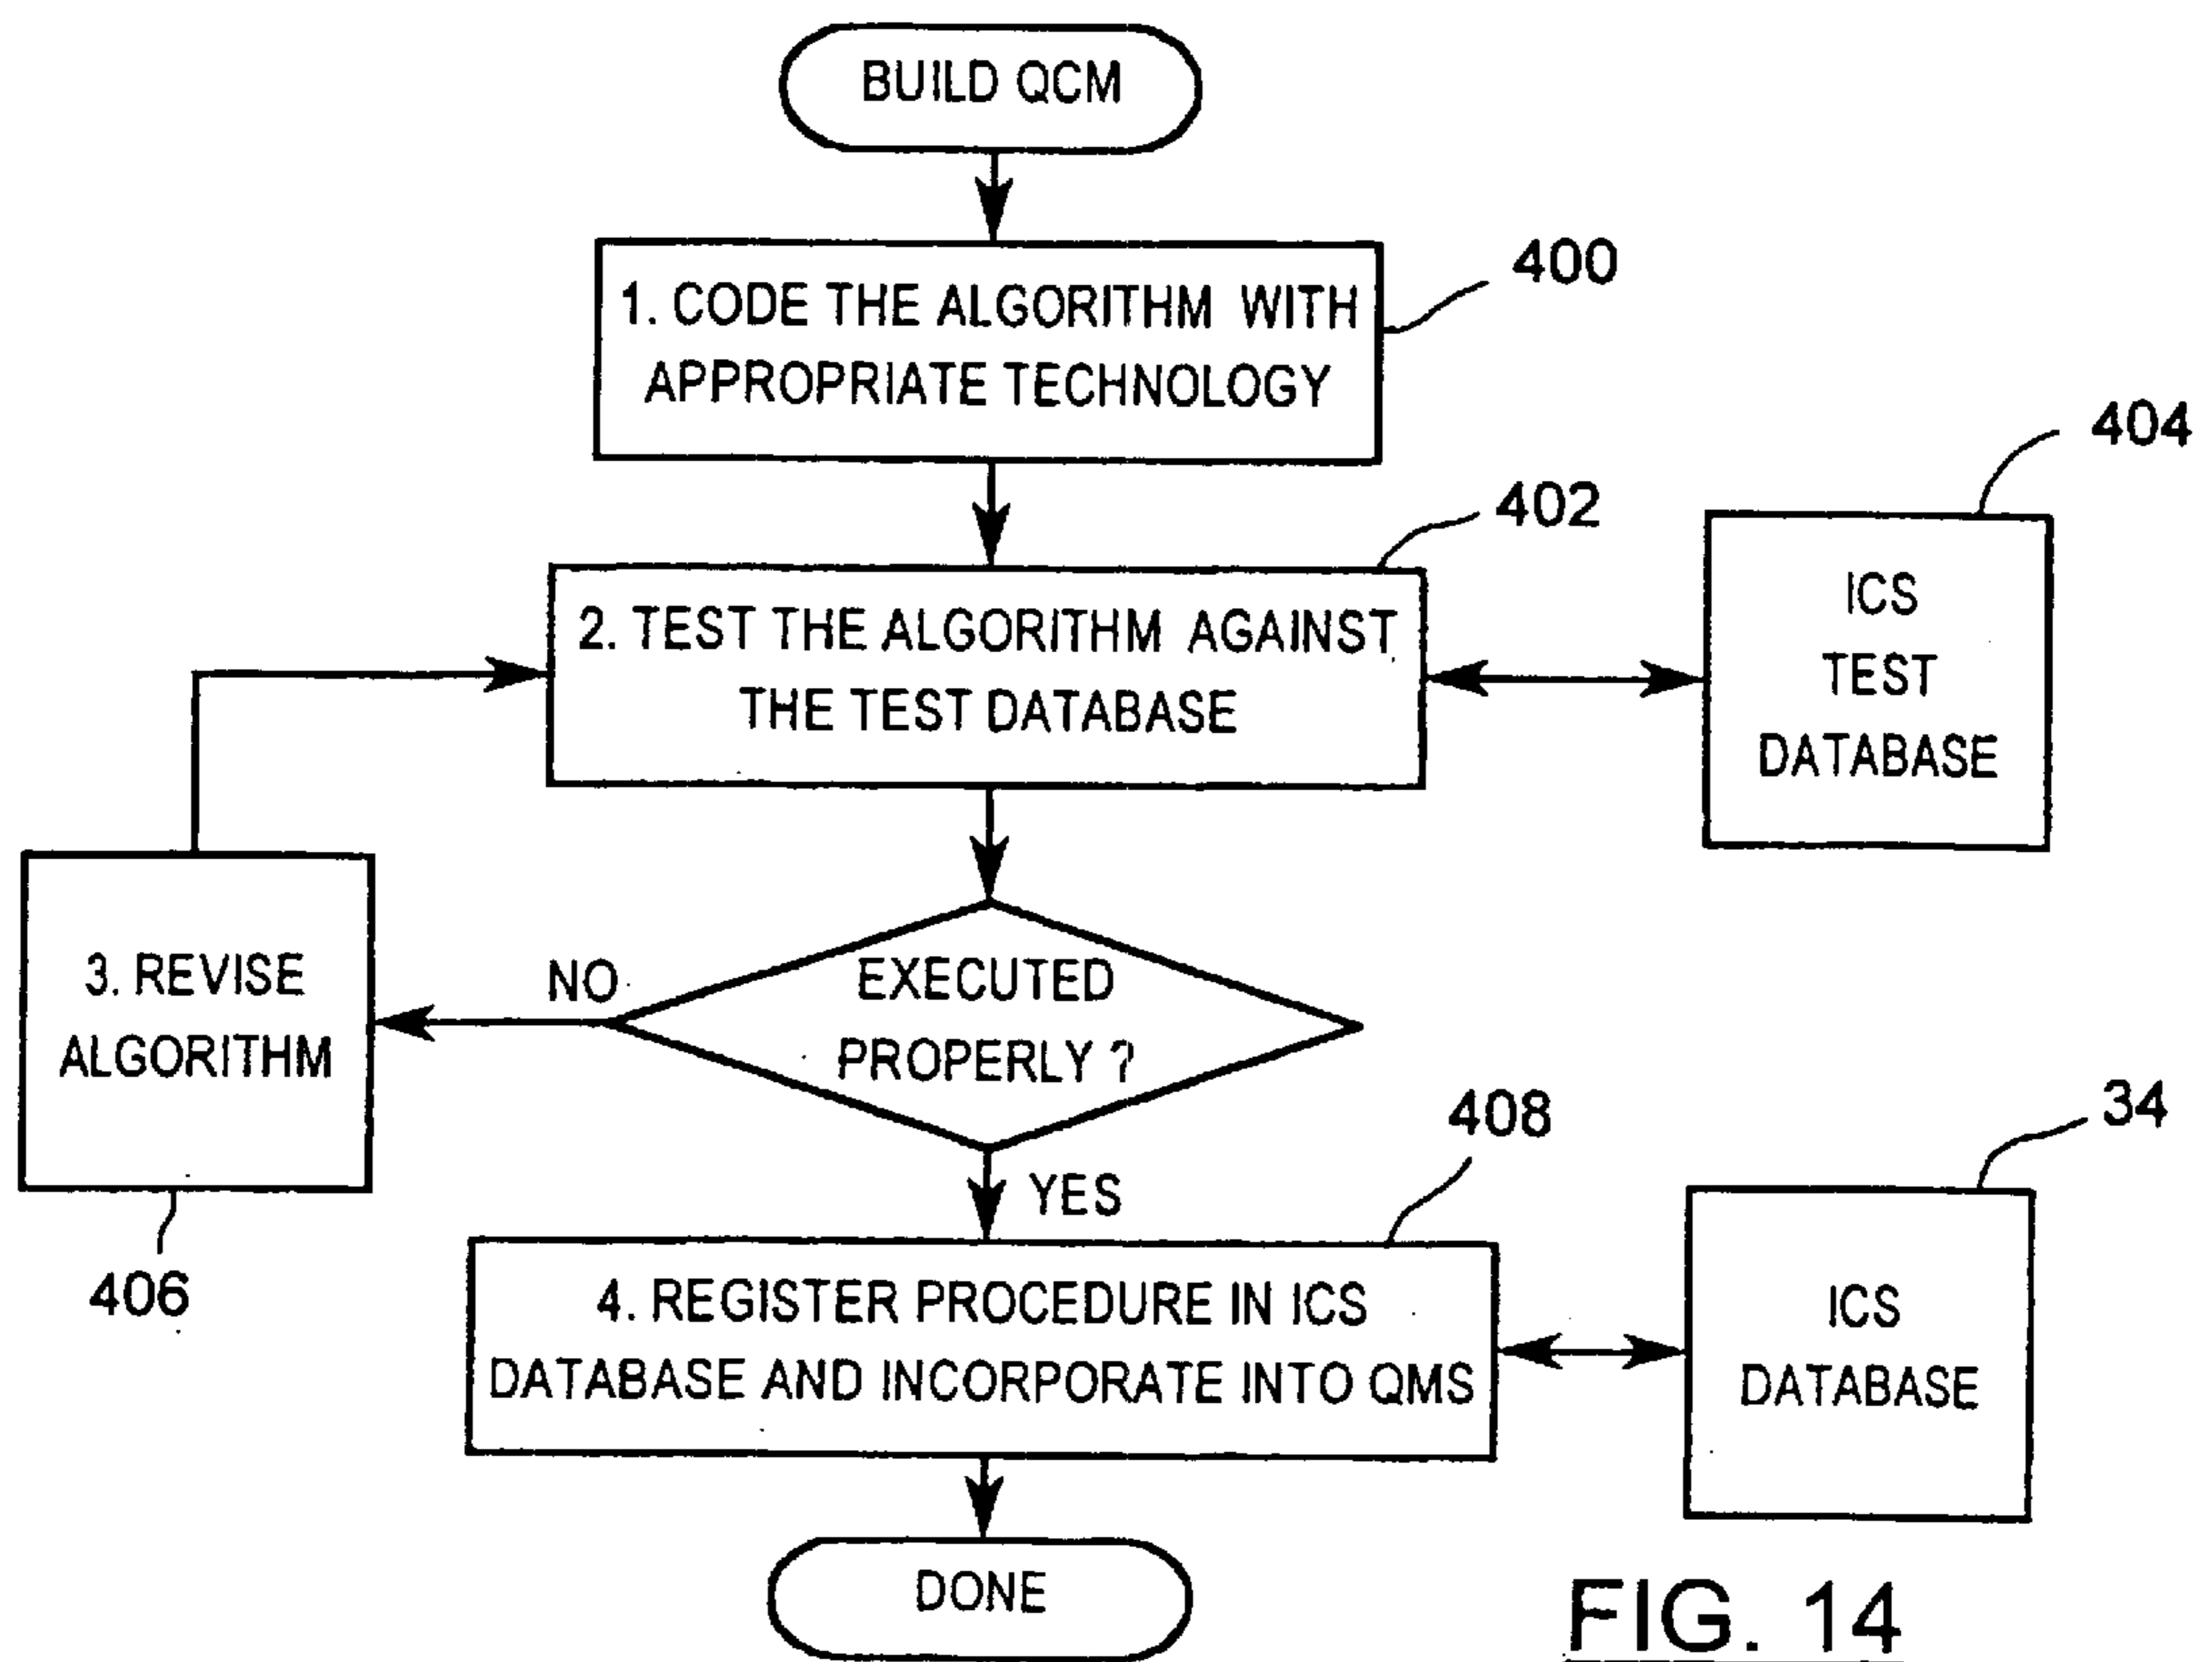 BUILD QCM
400
1. CODE THE ALGORITHM WITH
APPROPRIATE TECHNOLOGY
404
402
2. TEST THE ALGORITHM AGAINST
THE TEST DATABASE
ICS
TEST
DATABASE
3. REVISE
ALGORITHM
NO
EXECUTED
PROPERLY ?
408
34
YES
406
4. REGISTER PROCEDURE IN ICS
DATABASE AND INCORPORATE INTO QMS
ICS
DATABASE
DONE
FIG. 14